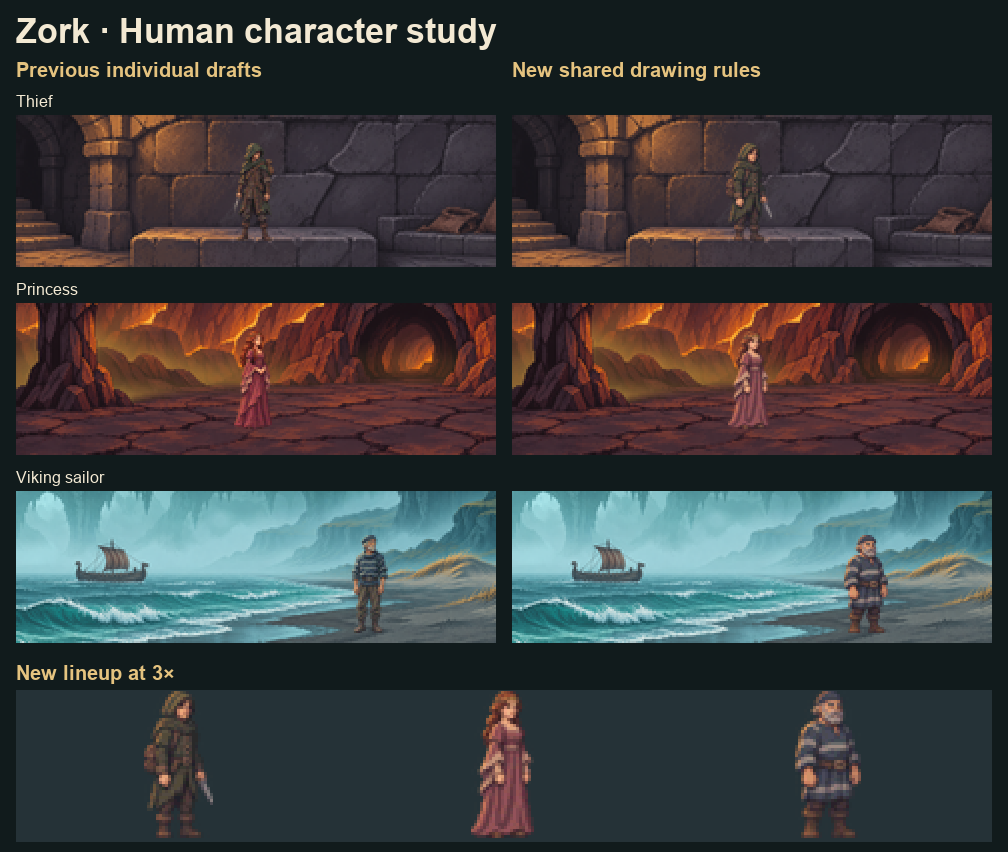 Zork · Human character study
Previous individual drafts
New shared drawing rules
Thief
Princess
Viking sailor
New lineup at 3×